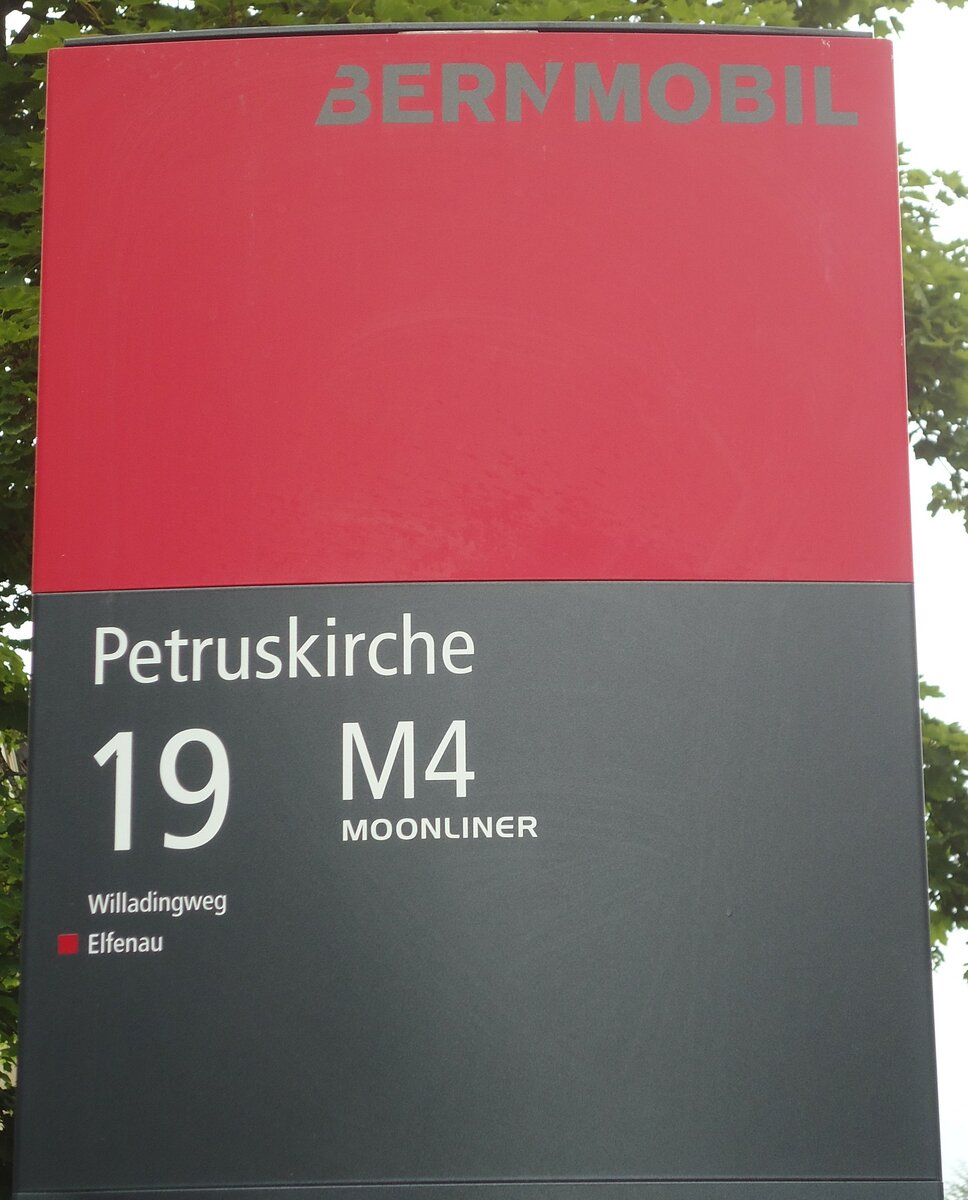 BERNMOBIL
Petruskirche
19 M4
MOONLINER
Willadingweg
Elfenau